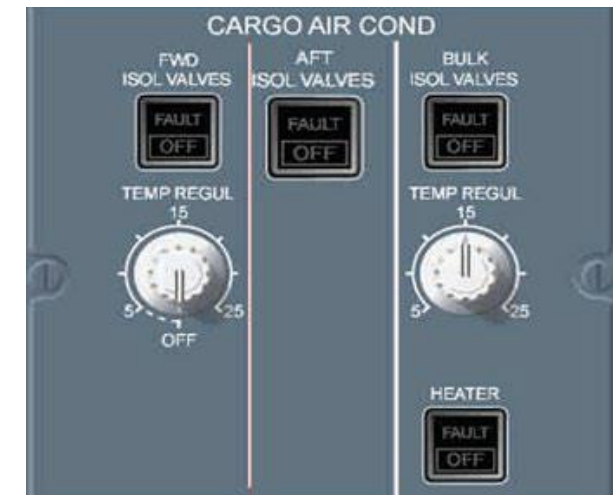 CARGO AIR COND
FWD
ISOL VALVES
FAULT
OFF
TEMP REGUL
15
5
25
OFF
AFT
ISOL VALVES
FAULT
OFF
BULK
ISOL VALVES
FAULT
OFF
TEMP REGUL
15
5
25
HEATER
FAULT
OFF